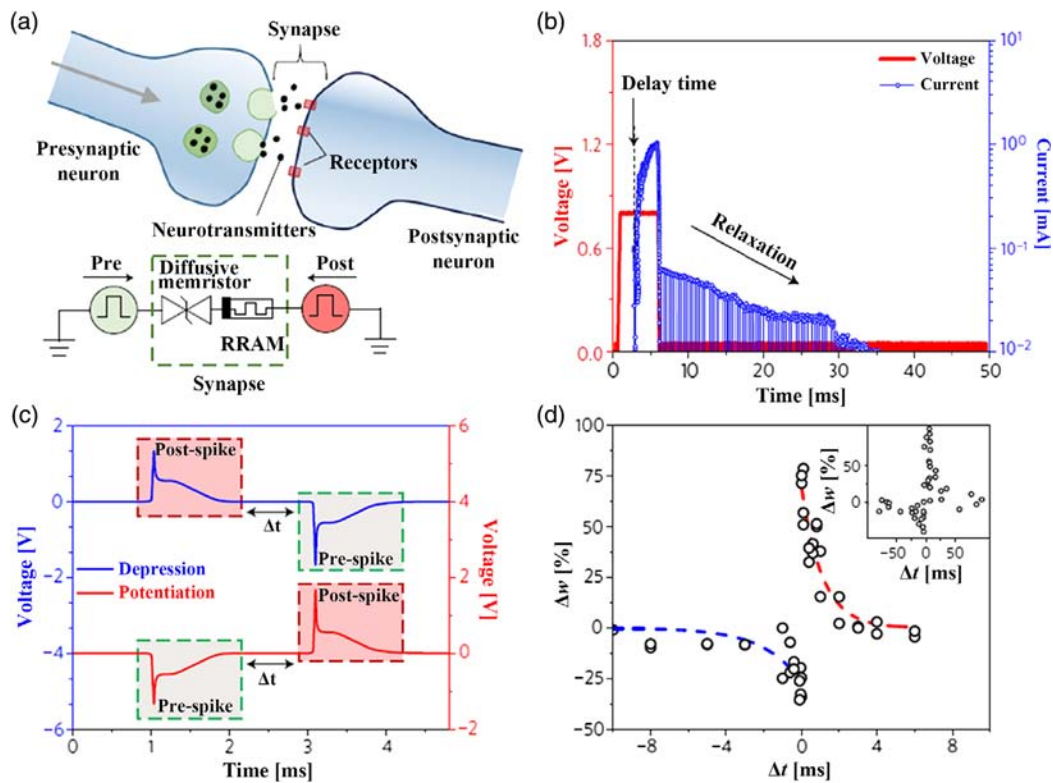 (a)
Synapse
Presynaptic
neuron
Receptors
Neurotransmitters
Postsynaptic
neuron
Pre
Diffusive
memristor
Post
RRAM
Synapse
(b)
1.8
1.2
0.6
0.0
Voltage [V]
Delay time
Voltage
Current
Relaxation
10¹
10⁰
10⁻¹
10⁻²
Current [mA]
0 10 20 30 40 50
Time [ms]
(c)
2
0
-2
-4
-6
Voltage [V]
Post-spike
Δt
Pre-spike
Depression
Potentiation
Post-spike
Δt
Pre-spike
6
4
2
0
-2
Voltage [V]
0 1 2 3 4
Time [ms]
(d)
100
75
50
25
0
-25
-50
Δw [%]
-8 -4 0 4 8
Δt [ms]
50
0
Δw [%]
-80 -40 0 40 80
Δt [ms]